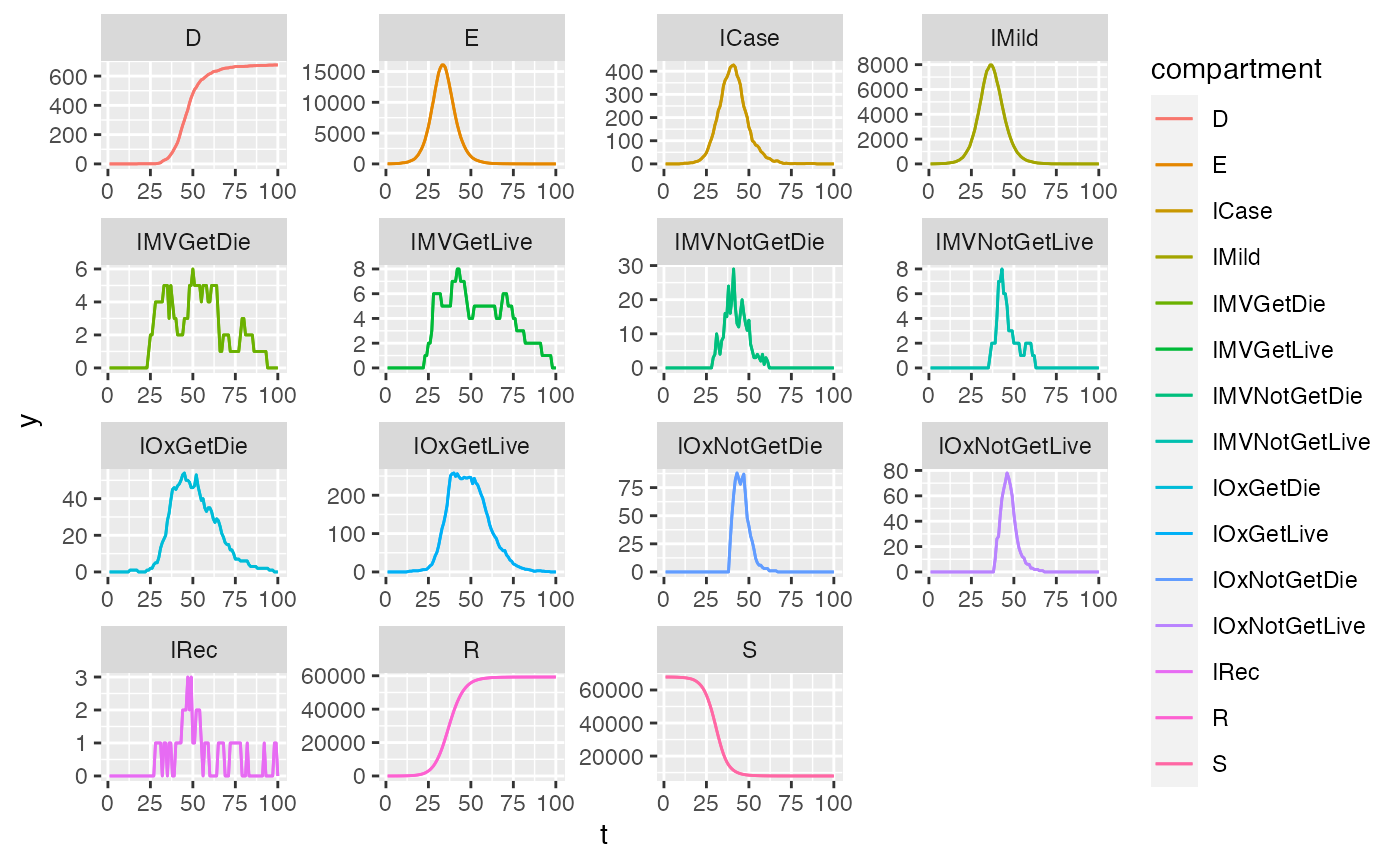 D E ICase IMild
600 400 200 0
15000 10000 5000 0
400 300 200 100 0
8000 6000 4000 2000 0
0 25 50 75 100 0 25 50 75 100 0 25 50 75 100 0 25 50 75 100
IMVGetDie IMVGetLive IMVNotGetDie IMVNotGetLive
6 4 2 0
8 6 4 2 0
30 20 10 0
8 6 4 2 0
0 25 50 75 100 0 25 50 75 100 0 25 50 75 100 0 25 50 75 100
y
IOxGetDie IOxGetLive IOxNotGetDie IOxNotGetLive
40 20 0
200 100 0
75 50 25 0
80 60 40 20 0
0 25 50 75 100 0 25 50 75 100 0 25 50 75 100 0 25 50 75 100
IRec R S
3 2 1 0
60000 40000 20000 0
60000 40000 20000
0 25 50 75 100 0 25 50 75 100 0 25 50 75 100
t
compartment
D
E
ICase
IMild
IMVGetDie
IMVGetLive
IMVNotGetDie
IMVNotGetLive
IOxGetDie
IOxGetLive
IOxNotGetDie
IOxNotGetLive
IRec
R
S